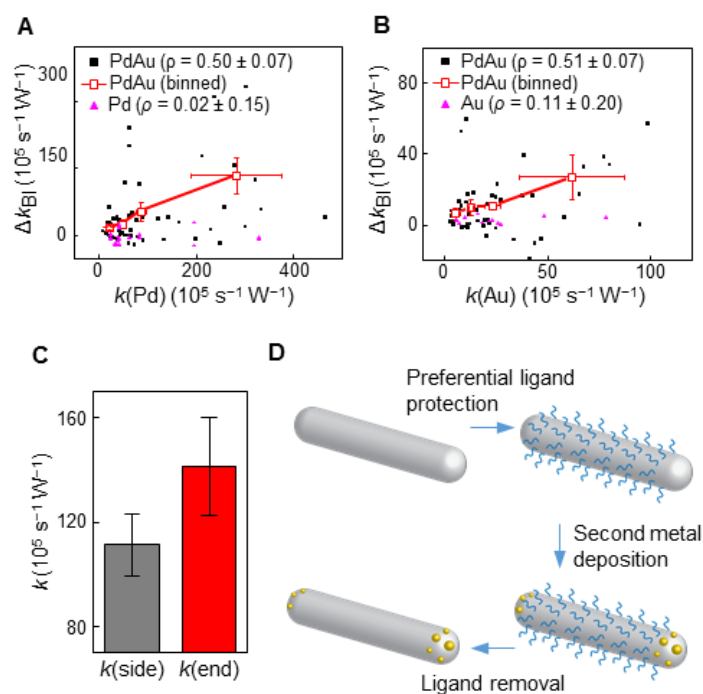 A
PdAu (ρ = 0.50 ± 0.07)
PdAu (binned)
Pd (ρ = 0.02 ± 0.15)
300
150
0
Δk_BI (10⁵ s⁻¹ W⁻¹)
0 200 400
k(Pd) (10⁵ s⁻¹ W⁻¹)
B
PdAu (ρ = 0.51 ± 0.07)
PdAu (binned)
Au (ρ = 0.11 ± 0.20)
80
40
0
Δk_BI (10⁵ s⁻¹ W⁻¹)
0 50 100
k(Au) (10⁵ s⁻¹ W⁻¹)
C
160
120
80
k (10⁵ s⁻¹ W⁻¹)
k(side) k(end)
D
Preferential ligand
protection
Second metal
deposition
Ligand removal